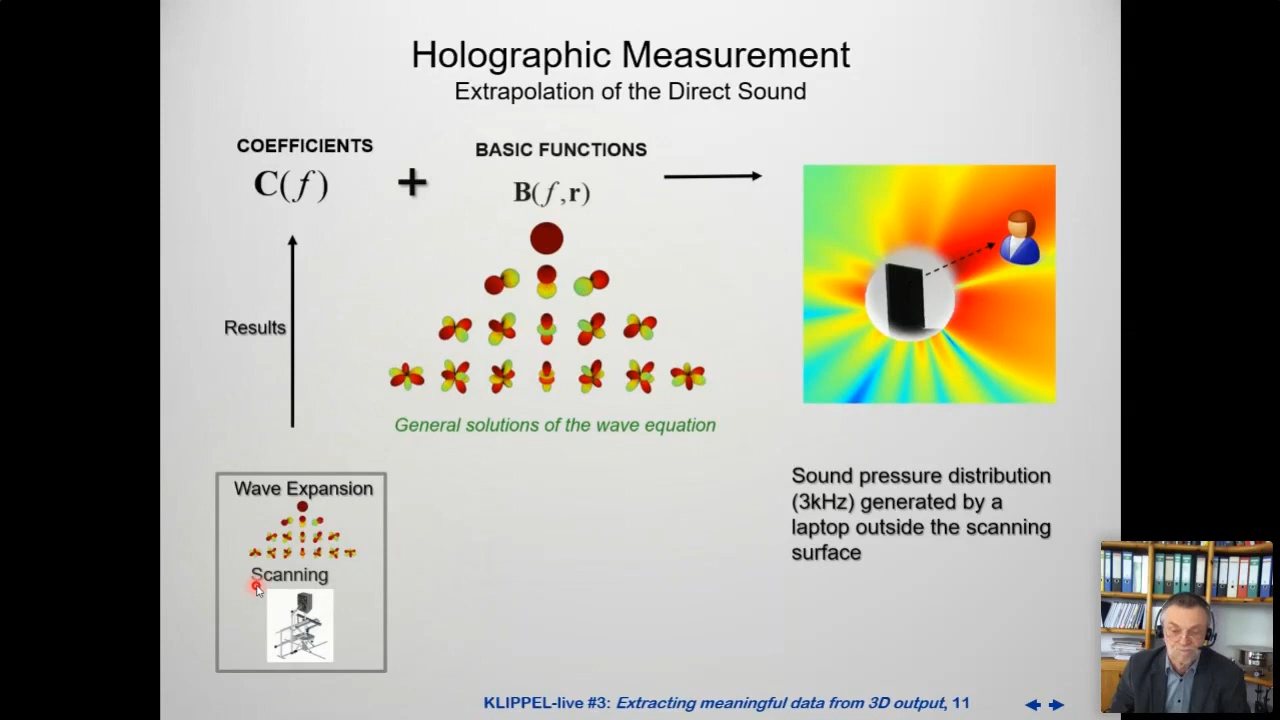 Holographic Measurement
Extrapolation of the Direct Sound
COEFFICIENTS
C(f)
+
BASIC FUNCTIONS
B(f,r)
Results
General solutions of the wave equation
Wave Expansion
Scanning
Sound pressure distribution
(3kHz) generated by a
laptop outside the scanning
surface
KLIPPEL-live #3: Extracting meaningful data from 3D output, 11